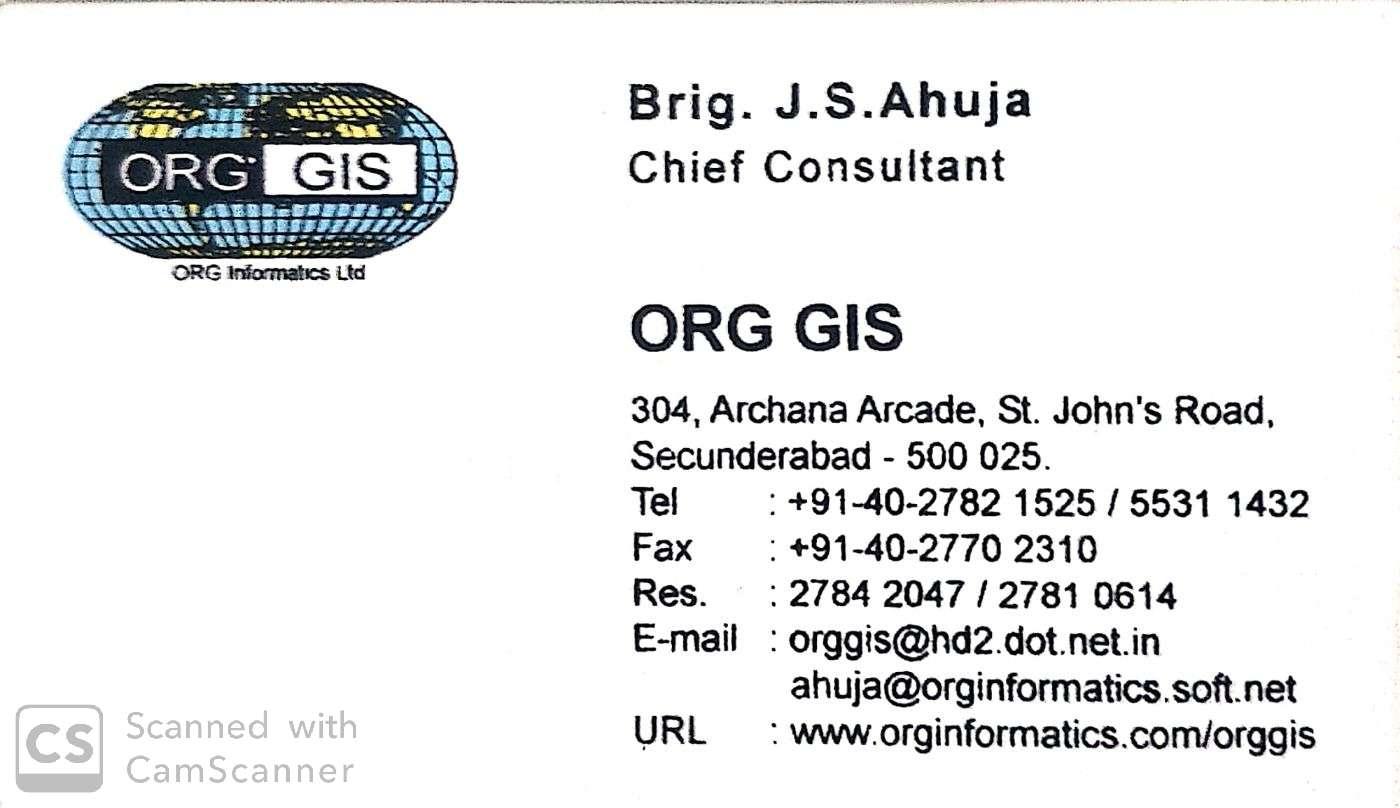 ORG GIS
ORG Informatics Ltd
Brig. J.S.Ahuja
Chief Consultant
ORG GIS
304, Archana Arcade, St. John's Road,
Secunderabad - 500 025.
Tel : +91-40-2782 1525 / 5531 1432
Fax : +91-40-2770 2310
Res. : 2784 2047 / 2781 0614
E-mail : orggis@hd2.dot.net.in
ahuja@orginformatics.soft.net
URL : www.orginformatics.com/orggis
CS Scanned with
CamScanner